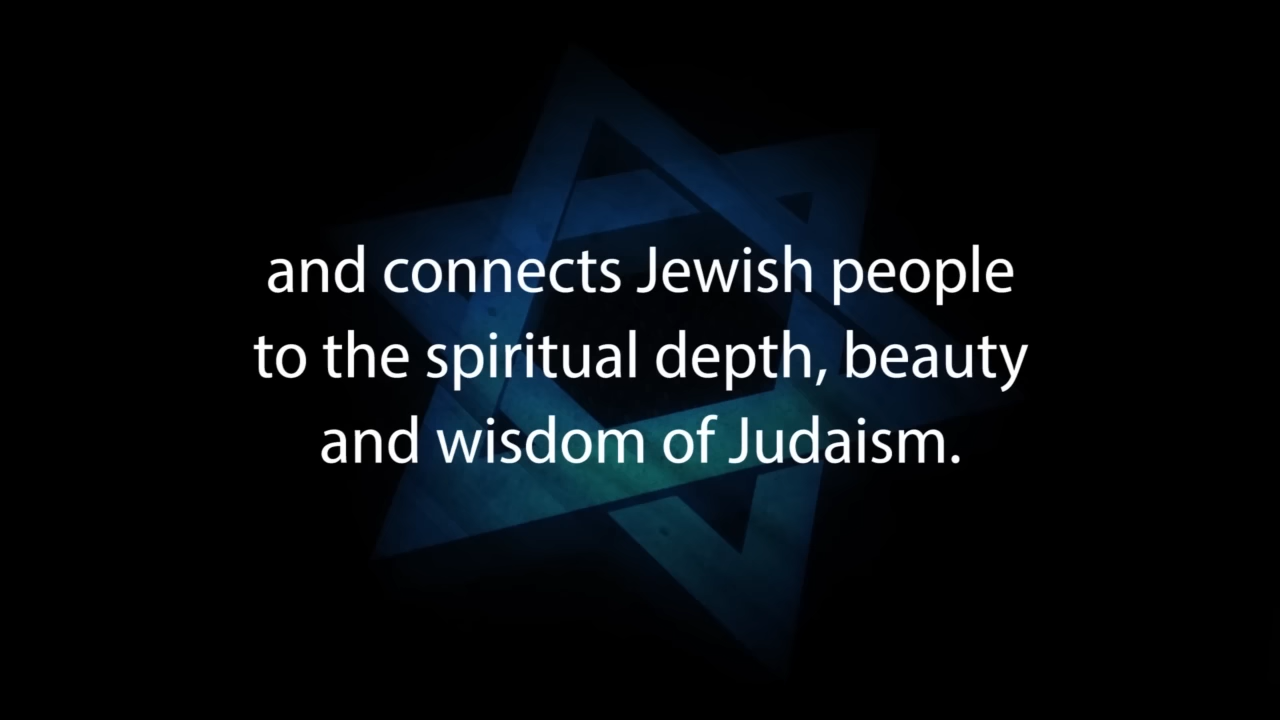 and connects Jewish people
to the spiritual depth, beauty
and wisdom of Judaism.